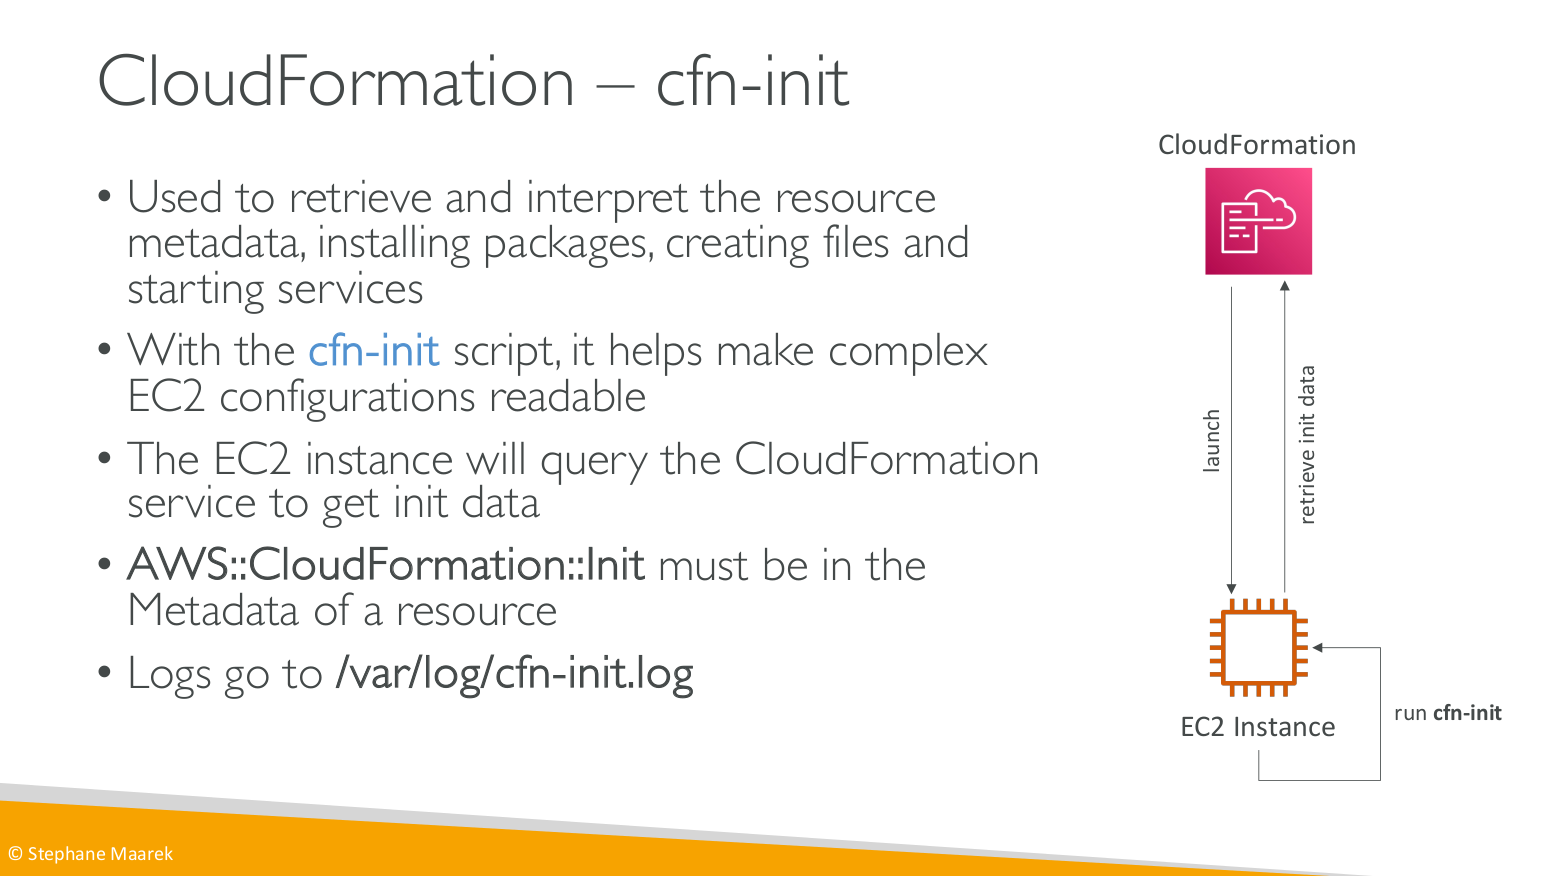 CloudFormation – cfn-init
• Used to retrieve and interpret the resource
metadata, installing packages, creating files and
starting services
• With the cfn-init script, it helps make complex
EC2 configurations readable
• The EC2 instance will query the CloudFormation
service to get init data
• AWS::CloudFormation::Init must be in the
Metadata of a resource
• Logs go to /var/log/cfn-init.log
CloudFormation
launch
retrieve init data
EC2 Instance
run cfn-init
© Stephane Maarek